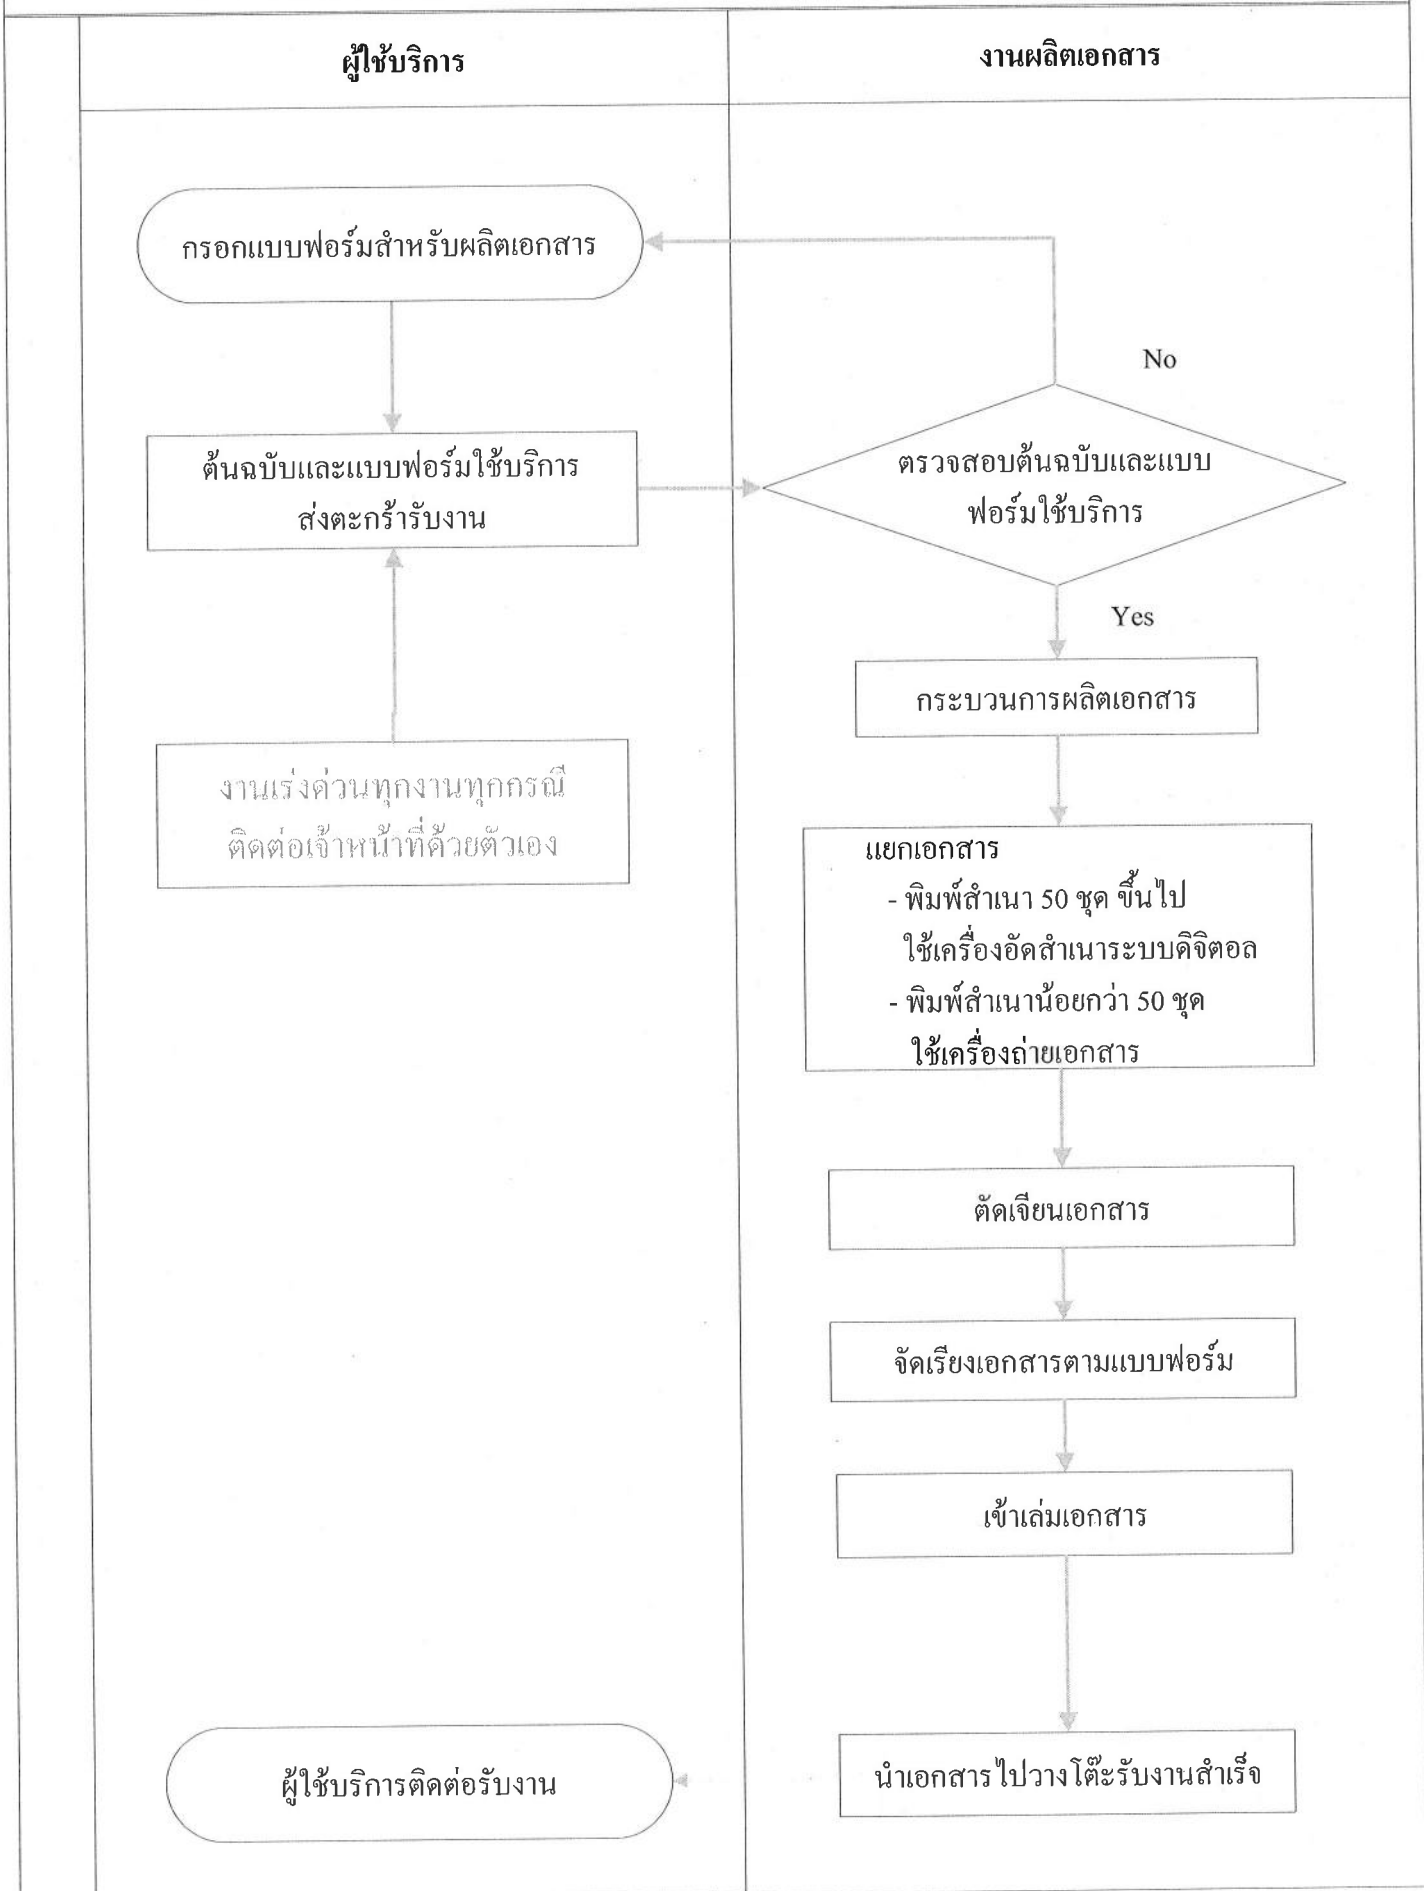 ผู้ใช้บริการ
งานผลิตเอกสาร
กรอกแบบฟอร์มสำหรับผลิตเอกสาร
No
ต้นฉบับและแบบฟอร์มใช้บริการ
ส่งตะกร้ารับงาน
ตรวจสอบต้นฉบับและแบบ
ฟอร์มใช้บริการ
Yes
กระบวนการผลิตเอกสาร
งานเร่งด่วนทุกงานทุกกรณี
ติดต่อเจ้าหน้าที่ด้วยตัวเอง
แยกเอกสาร
- พิมพ์สำเนา 50 ชุด ขึ้นไป
ใช้เครื่องอัดสำเนาระบบดิจิตอล
- พิมพ์สำเนาน้อยกว่า 50 ชุด
ใช้เครื่องถ่ายเอกสาร
ตัดเจียนเอกสาร
จัดเรียงเอกสารตามแบบฟอร์ม
เข้าเล่มเอกสาร
ผู้ใช้บริการติดต่อรับงาน
นำเอกสารไปวางโต๊ะรับงานสำเร็จ